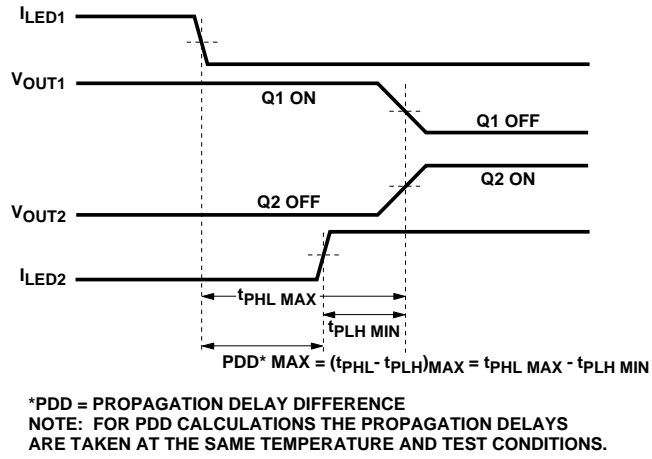 ILED1
VOUT1
Q1 ON
Q1 OFF
Q2 OFF
Q2 ON
VOUT2
ILED2
tPHL MAX
tPLH MIN
PDD* MAX = (tPHL- tPLH)MAX = tPHL MAX - tPLH MIN
*PDD = PROPAGATION DELAY DIFFERENCE
NOTE: FOR PDD CALCULATIONS THE PROPAGATION DELAYS
ARE TAKEN AT THE SAME TEMPERATURE AND TEST CONDITIONS.